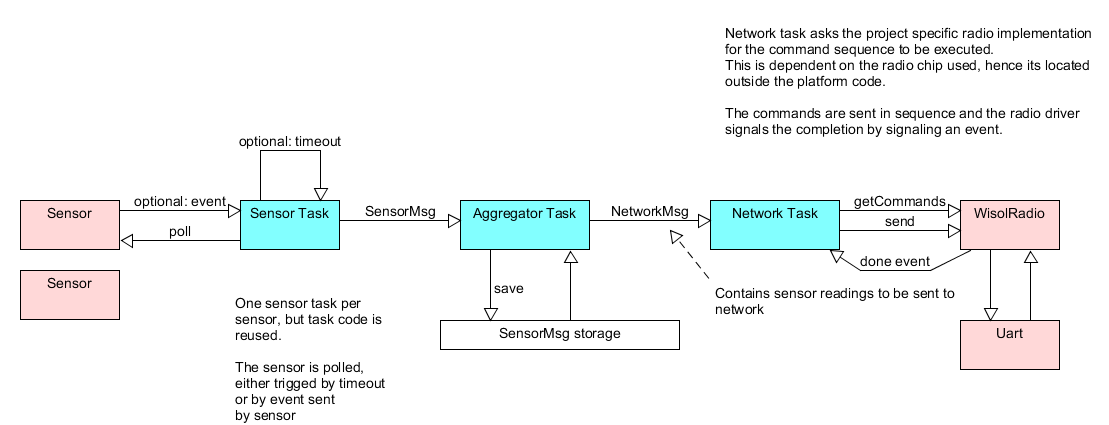 Network task asks the project specific radio implementation
for the command sequence to be executed.
This is dependent on the radio chip used, hence its located
outside the platform code.
The commands are sent in sequence and the radio driver
signals the completion by signaling an event.
optional: timeout
optional: event
poll
Sensor
Sensor Task
SensorMsg
Aggregator Task
NetworkMsg
Network Task
getCommands
send
done event
WisolRadio
Sensor
save
SensorMsg storage
Contains sensor readings to be sent to
network
Uart
One sensor task per
sensor, but task code is
reused.
The sensor is polled,
either trigged by timeout
or by event sent
by sensor